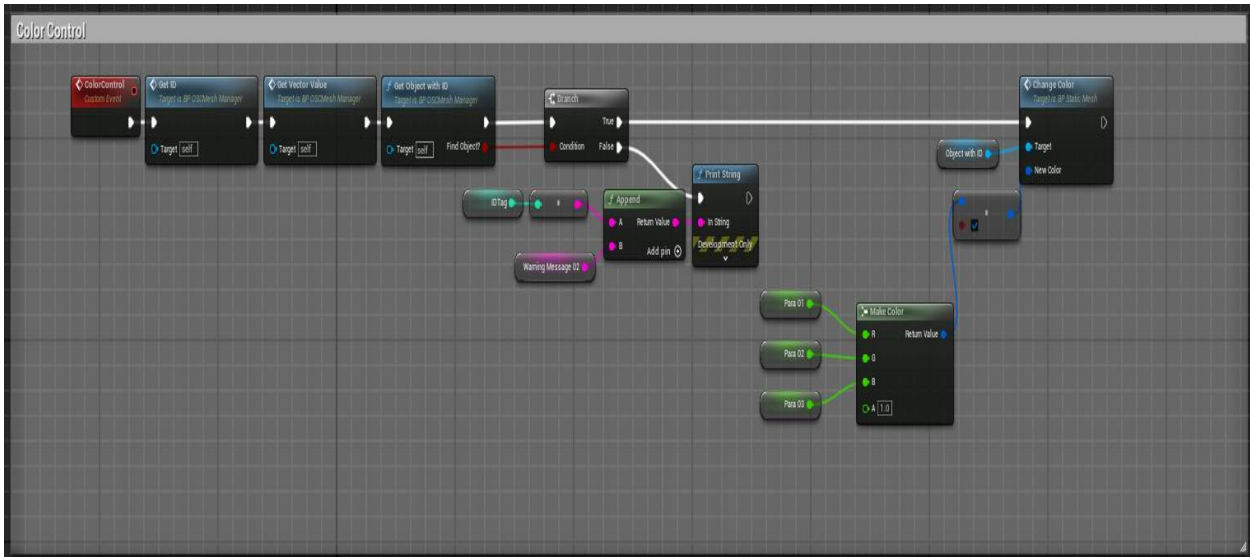 Color Control
ColorControl
Custom Event
Get ID
Target is BP OSCMesh Manager
Target self
Get Vector Value
Target is BP OSCMesh Manager
Target self
Get Object with ID
Target is BP OSCMesh Manager
Target self
Find Object?
Branch
True
Condition
False
Change Color
Target is BP Static Mesh
Target
New Color
Object with ID
Print String
In String
Development Only
IDTag
Append
A
Return Value
B
Add pin
Warning Message 02
Para 01
Para 02
Para 03
Make Color
R
Return Value
G
B
A 1.0